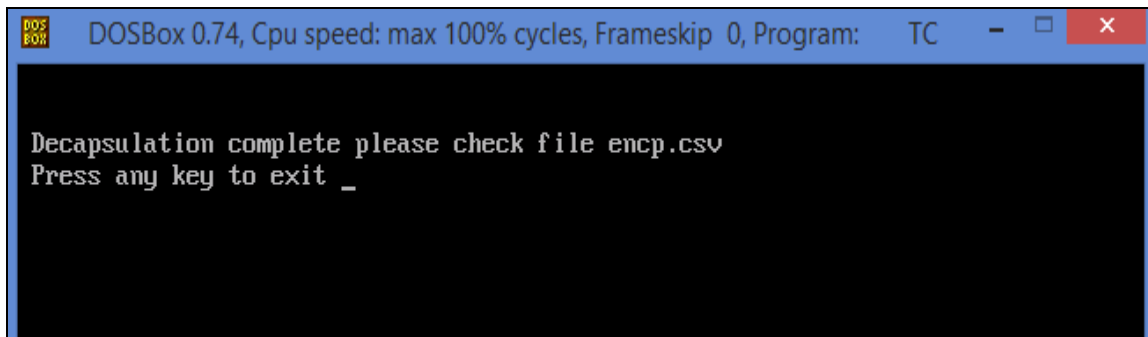 DOS
BOX
DOSBox 0.74, Cpu speed: max 100% cycles, Frameskip 0, Program: TC
Decapsulation complete please check file encp.csv
Press any key to exit _